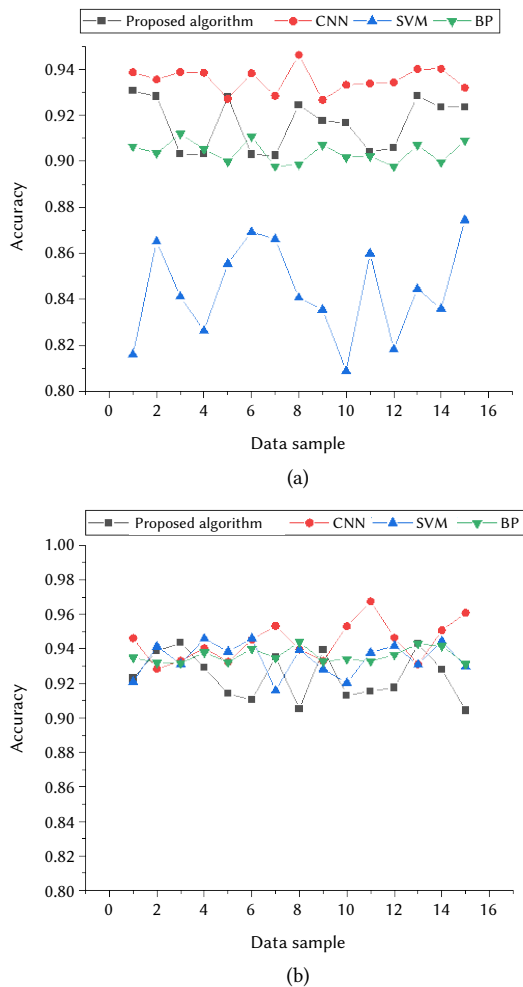 Proposed algorithm CNN SVM BP
0.94
0.92
0.90
0.88
0.86
0.84
0.82
0.80
Accuracy
0 2 4 6 8 10 12 14 16
Data sample
(a)
Proposed algorithm CNN SVM BP
1.00
0.98
0.96
0.94
0.92
0.90
0.88
0.86
0.84
0.82
0.80
Accuracy
0 2 4 6 8 10 12 14 16
Data sample
(b)